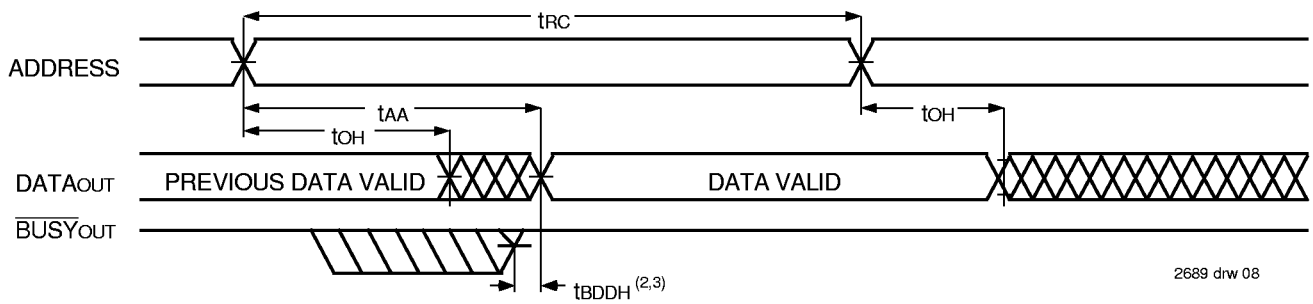 tRC
ADDRESS
tAA
tOH
tOH
DATAOUT
PREVIOUS DATA VALID
DATA VALID
BUSYOUT
tBDDH (2,3)
2689 drw 08